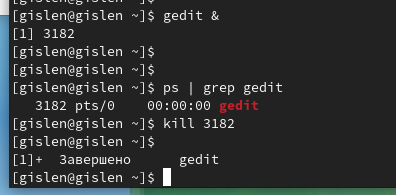 [gislen@gislen ~]$ gedit &
[1] 3182
[gislen@gislen ~]$
[gislen@gislen ~]$
[gislen@gislen ~]$ ps | grep gedit
   3182 pts/0    00:00:00 gedit
[gislen@gislen ~]$ kill 3182
[gislen@gislen ~]$
[1]+  Завершено      gedit
[gislen@gislen ~]$